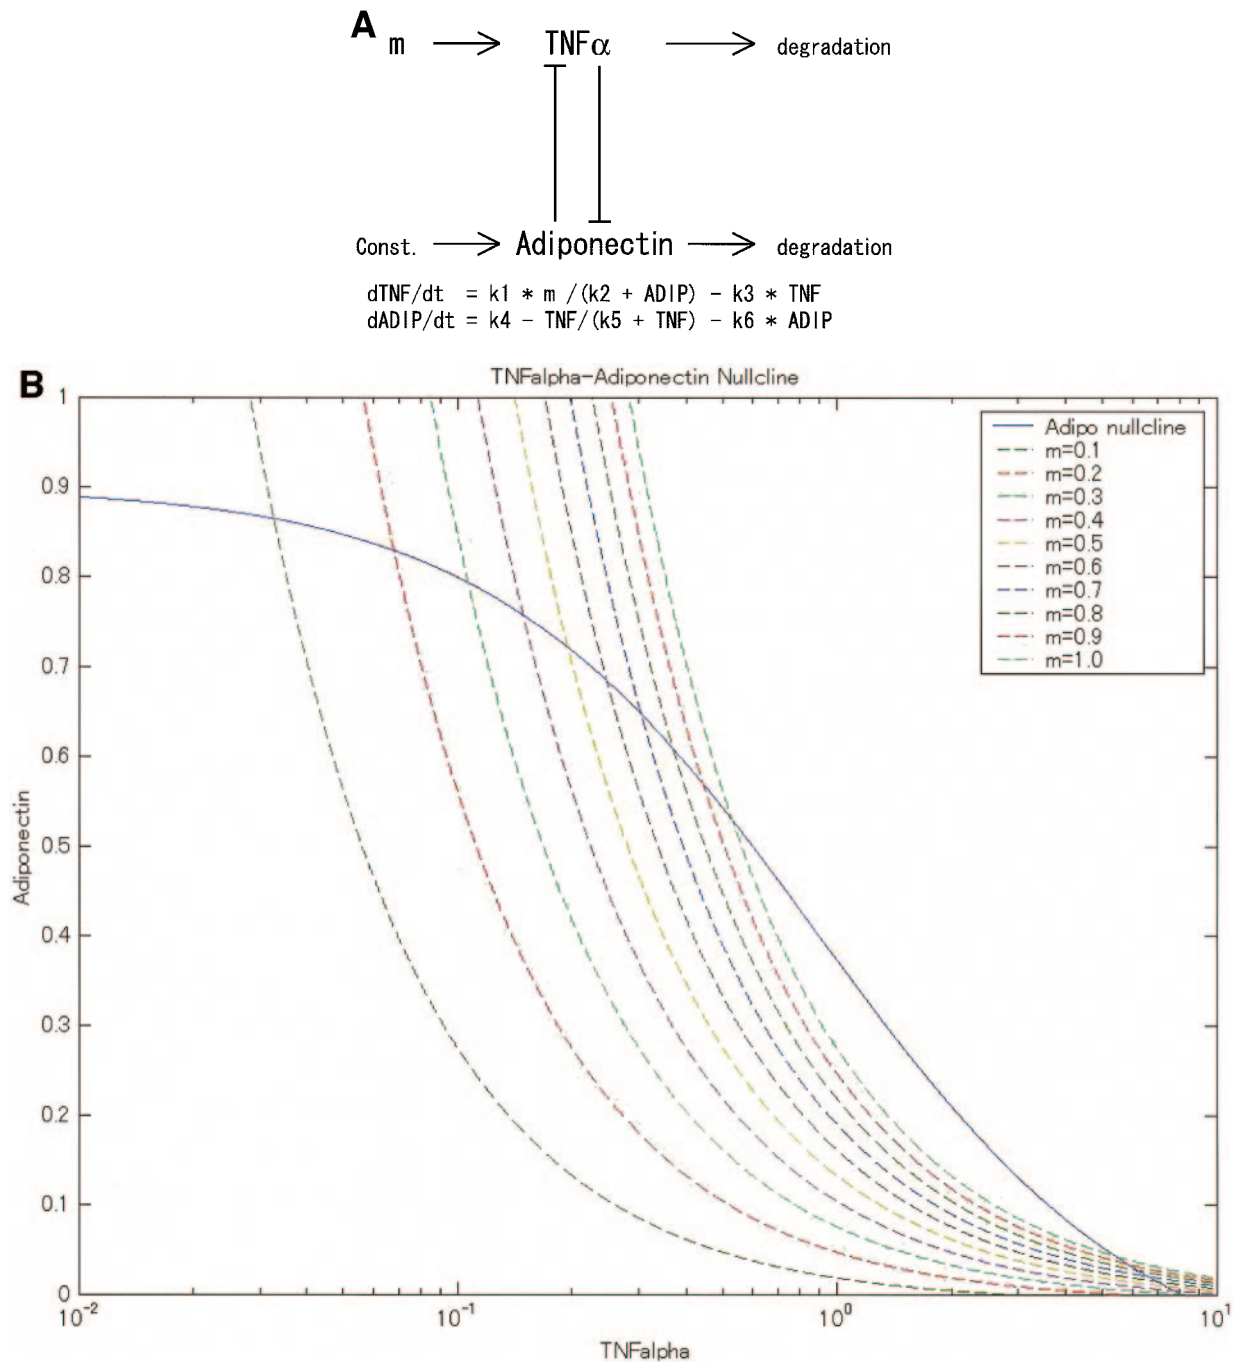 A
m TNFα degradation
Const. Adiponectin degradation
dTNF/dt = k1 * m /(k2 + ADIP) - k3 * TNF
dADIP/dt = k4 - TNF/(k5 + TNF) - k6 * ADIP
B
TNFalpha-Adiponectin Nullcline
1
0.9
0.8
0.7
0.6
0.5
0.4
0.3
0.2
0.1
0
Adiponectin
Adipo nullcline
m=0.1
m=0.2
m=0.3
m=0.4
m=0.5
m=0.6
m=0.7
m=0.8
m=0.9
m=1.0
10⁻² 10⁻¹ 10⁰ 10¹
TNFalpha